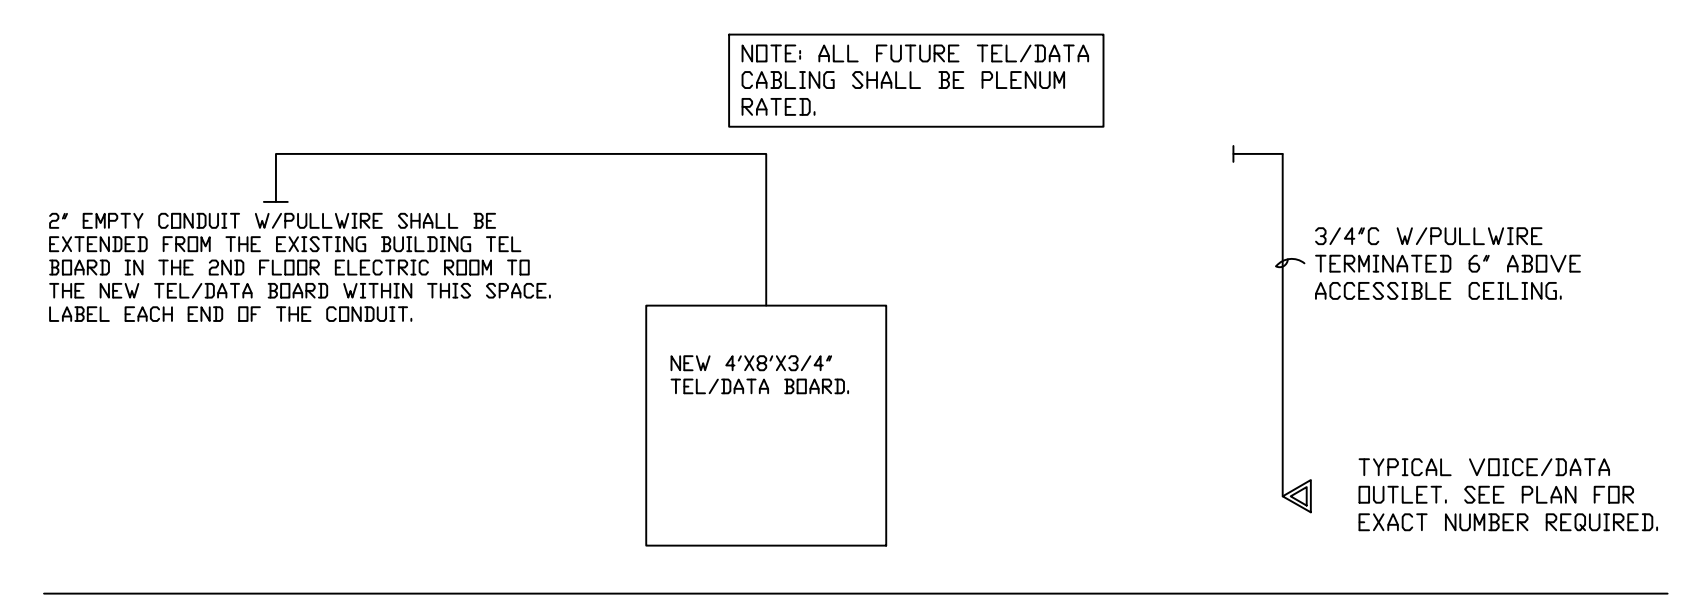 NOTE: ALL FUTURE TEL/DATA
CABLING SHALL BE PLENUM
RATED.
2" EMPTY CONDUIT W/PULLWIRE SHALL BE
EXTENDED FROM THE EXISTING BUILDING TEL
BOARD IN THE 2ND FLOOR ELECTRIC ROOM TO
THE NEW TEL/DATA BOARD WITHIN THIS SPACE.
LABEL EACH END OF THE CONDUIT.
NEW 4'X8'X3/4"
TEL/DATA BOARD.
3/4"C W/PULLWIRE
TERMINATED 6" ABOVE
ACCESSIBLE CEILING.
TYPICAL VOICE/DATA
OUTLET. SEE PLAN FOR
EXACT NUMBER REQUIRED.